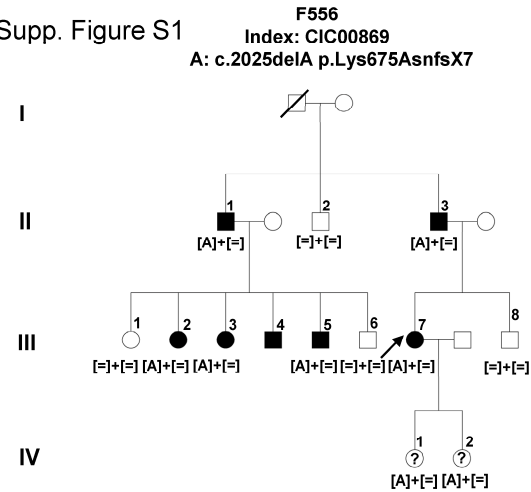 Supp. Figure S1
F556
Index: CIC00869
A: c.2025delA p.Lys675AsnfsX7
I
II
1 2 3
[A]+[=] [=]+[=] [A]+[=]
III
1 2 3 4 5 6 7 8
[=]+[=] [A]+[=] [A]+[=] [A]+[=] [=]+[=] [A]+[=] [=]+[=]
IV
1 2
? ?
[A]+[=] [A]+[=]